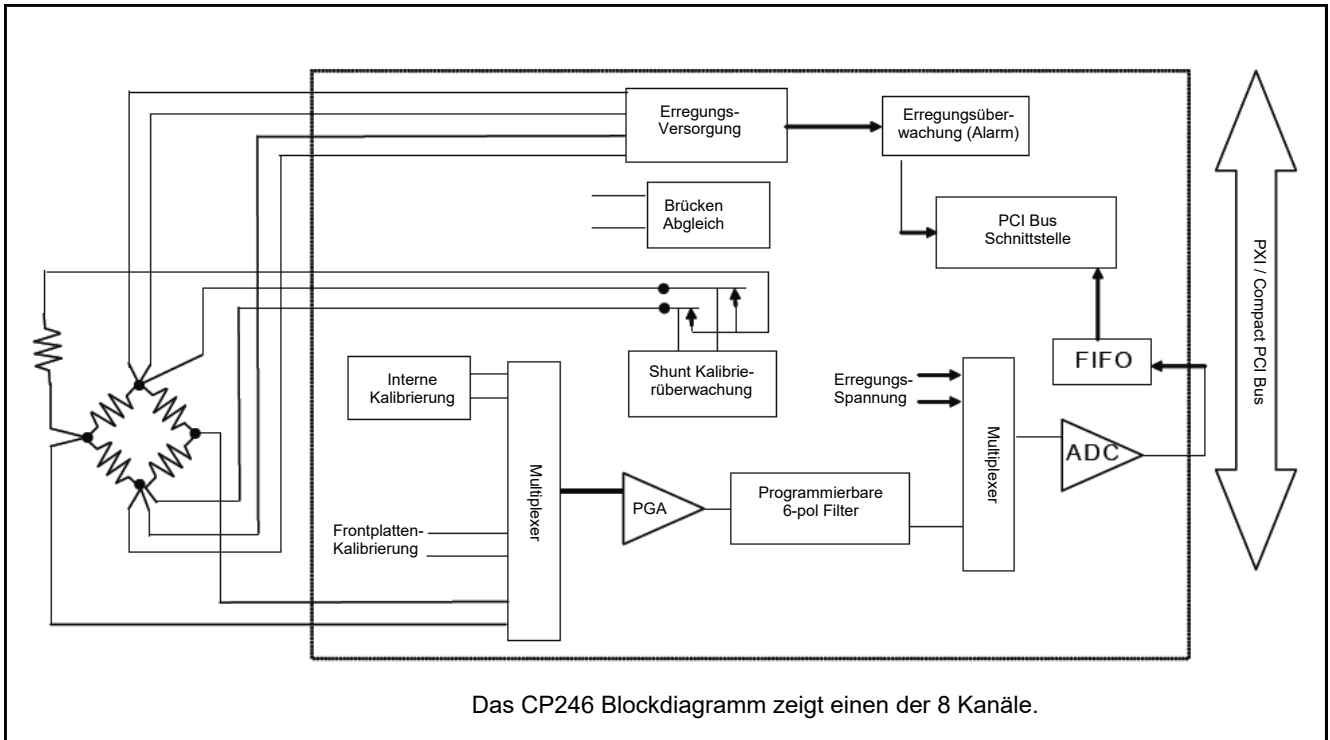 Erregungs-
Versorgung
Erregungsüber-
wachung (Alarm)
Brücken
Abgleich
PCI Bus
Schnittstelle
PXI / Compact PCI Bus
Interne
Kalibrierung
Shunt Kalibrie-
rüberwachung
Erregungs-
Spannung
FIFO
Multiplexer
ADC
Multiplexer
PGA
Programmierbare
6-pol Filter
Frontplatten-
Kalibrierung
Das CP246 Blockdiagramm zeigt einen der 8 Kanäle.